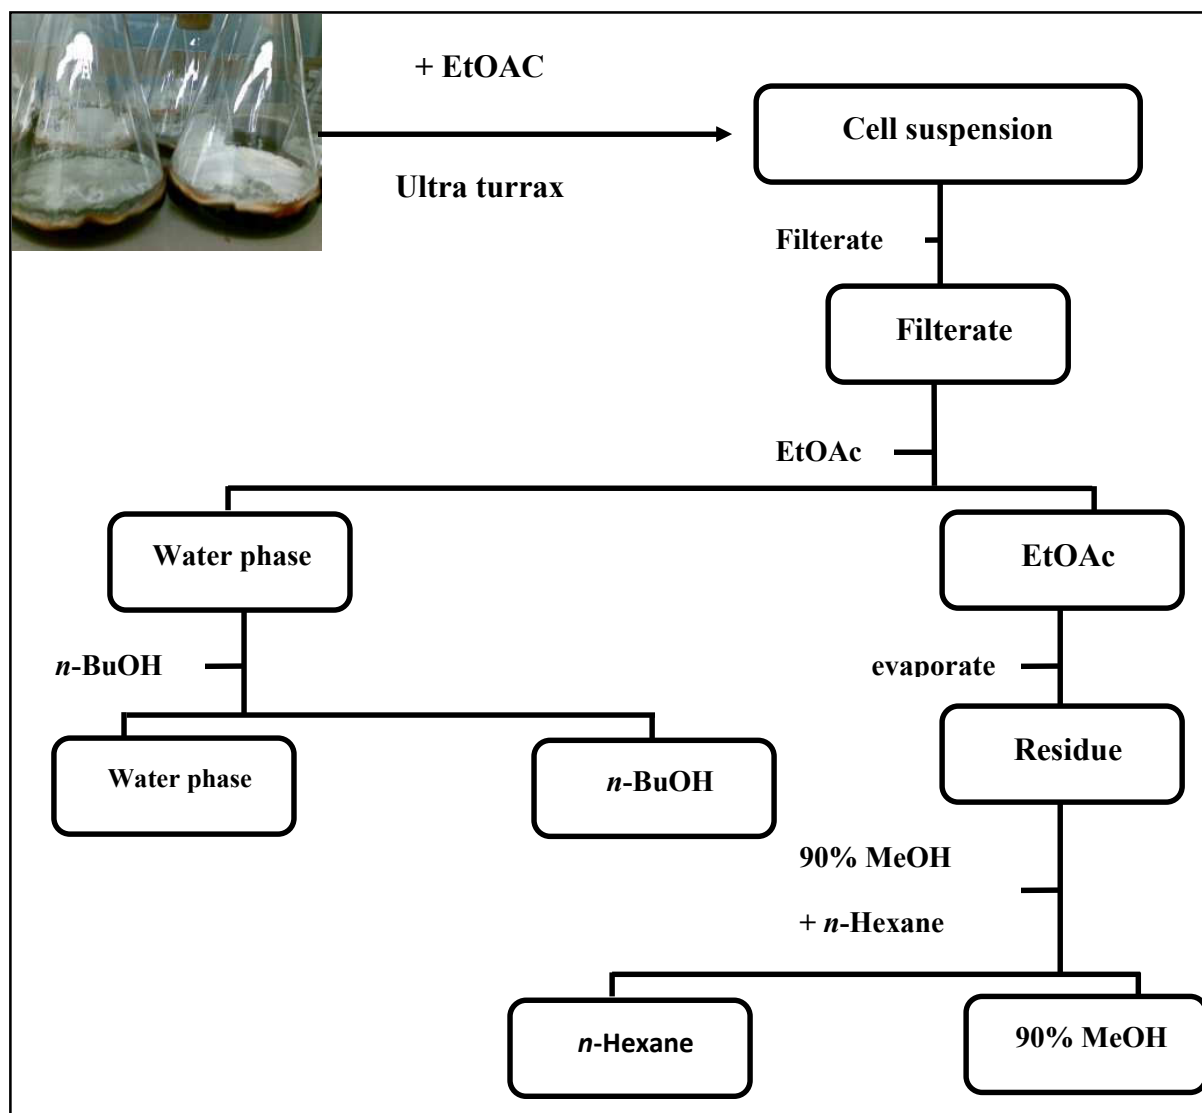 + EtOAC
Ultra turrax
Cell suspension
Filterate
Filterate
EtOAc
Water phase
EtOAc
n-BuOH
evaporate
Water phase
n-BuOH
Residue
90% MeOH
+ n-Hexane
n-Hexane
90% MeOH